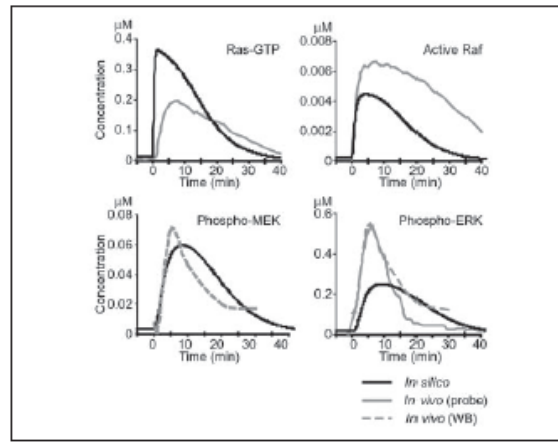 μM
Ras-GTP
Concentration
0.4
0.3
0.2
0.1
0
0 10 20 30 40
Time (min)
μM
Active Raf
0.008
0.006
0.004
0.002
0
0 10 20 30 40
Time (min)
μM
Phospho-MEK
Concentration
0.08
0.06
0.04
0.02
0
0 10 20 30 40
Time (min)
μM
Phospho-ERK
0.6
0.4
0.2
0
0 10 20 30 40
Time (min)
In silico
In vivo (probe)
In vivo (WB)